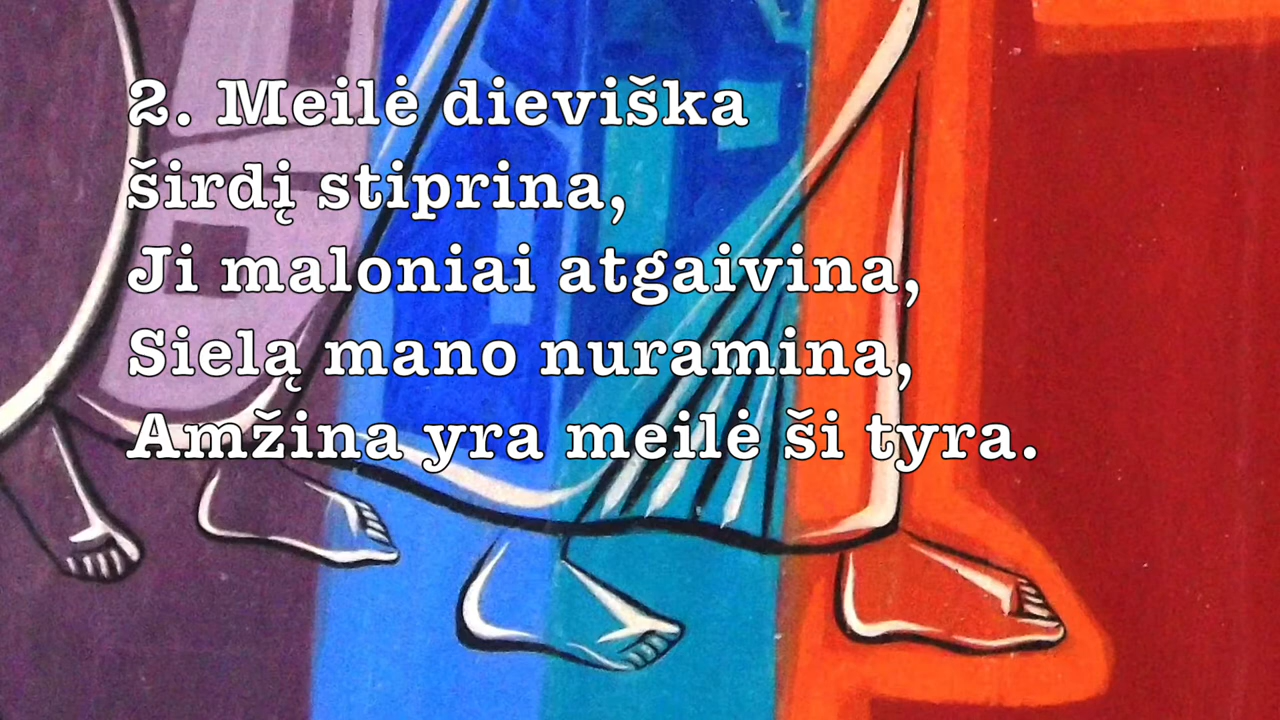 2. Meilė dieviška
širdį stiprina,
Ji maloniai atgaivina,
Sielą mano nuramina,
Amžina yra meilė ši tyra.